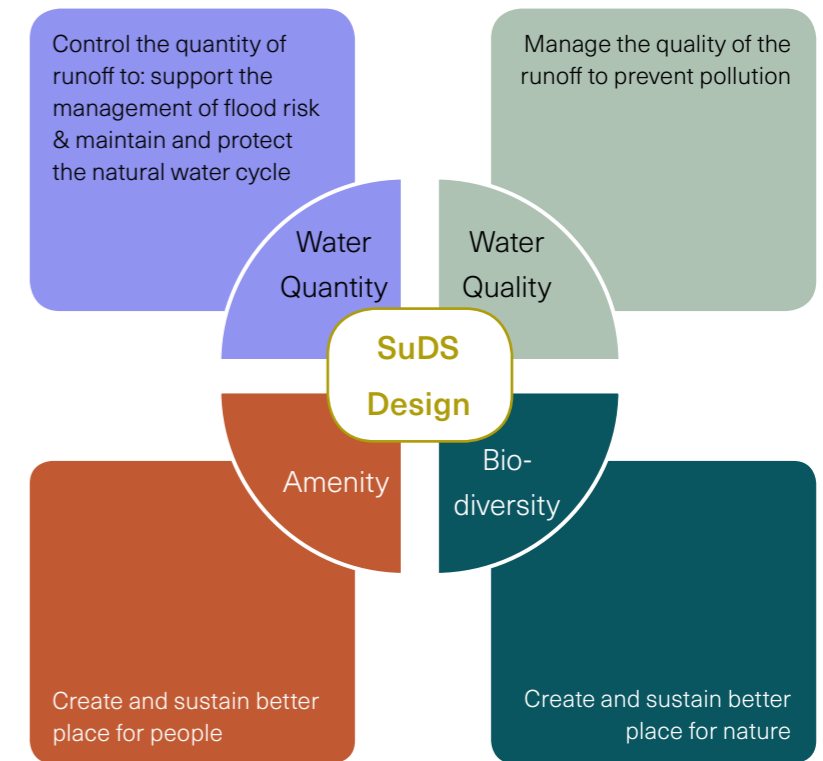 Control the quantity of
runoff to: support the
management of flood risk
& maintain and protect
the natural water cycle
Manage the quality of the
runoff to prevent pollution
Water
Quantity
Water
Quality
SuDS
Design
Amenity
Bio-
diversity
Create and sustain better
place for people
Create and sustain better
place for nature